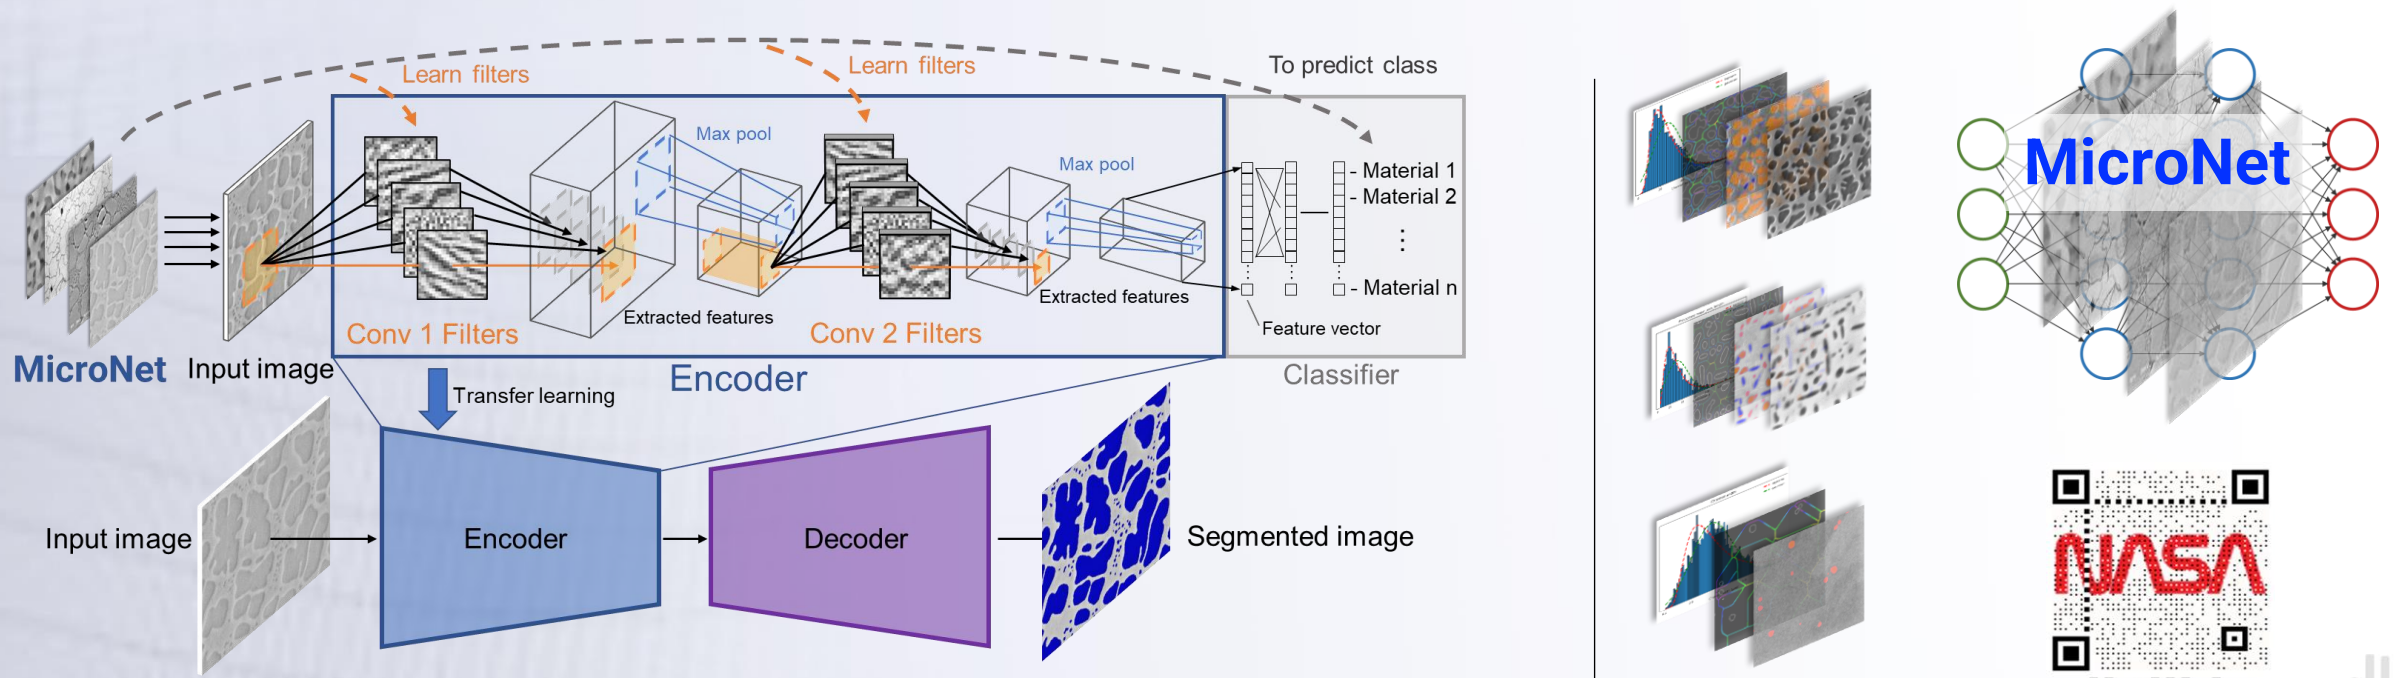 Learn filters
Learn filters
To predict class
Max pool
Max pool
- Material 1
- Material 2
- Material n
Extracted features
Extracted features
Feature vector
Conv 1 Filters
Conv 2 Filters
MicroNet
Input image
Encoder
Classifier
Transfer learning
Input image
Encoder
Decoder
Segmented image
MicroNet
NASA